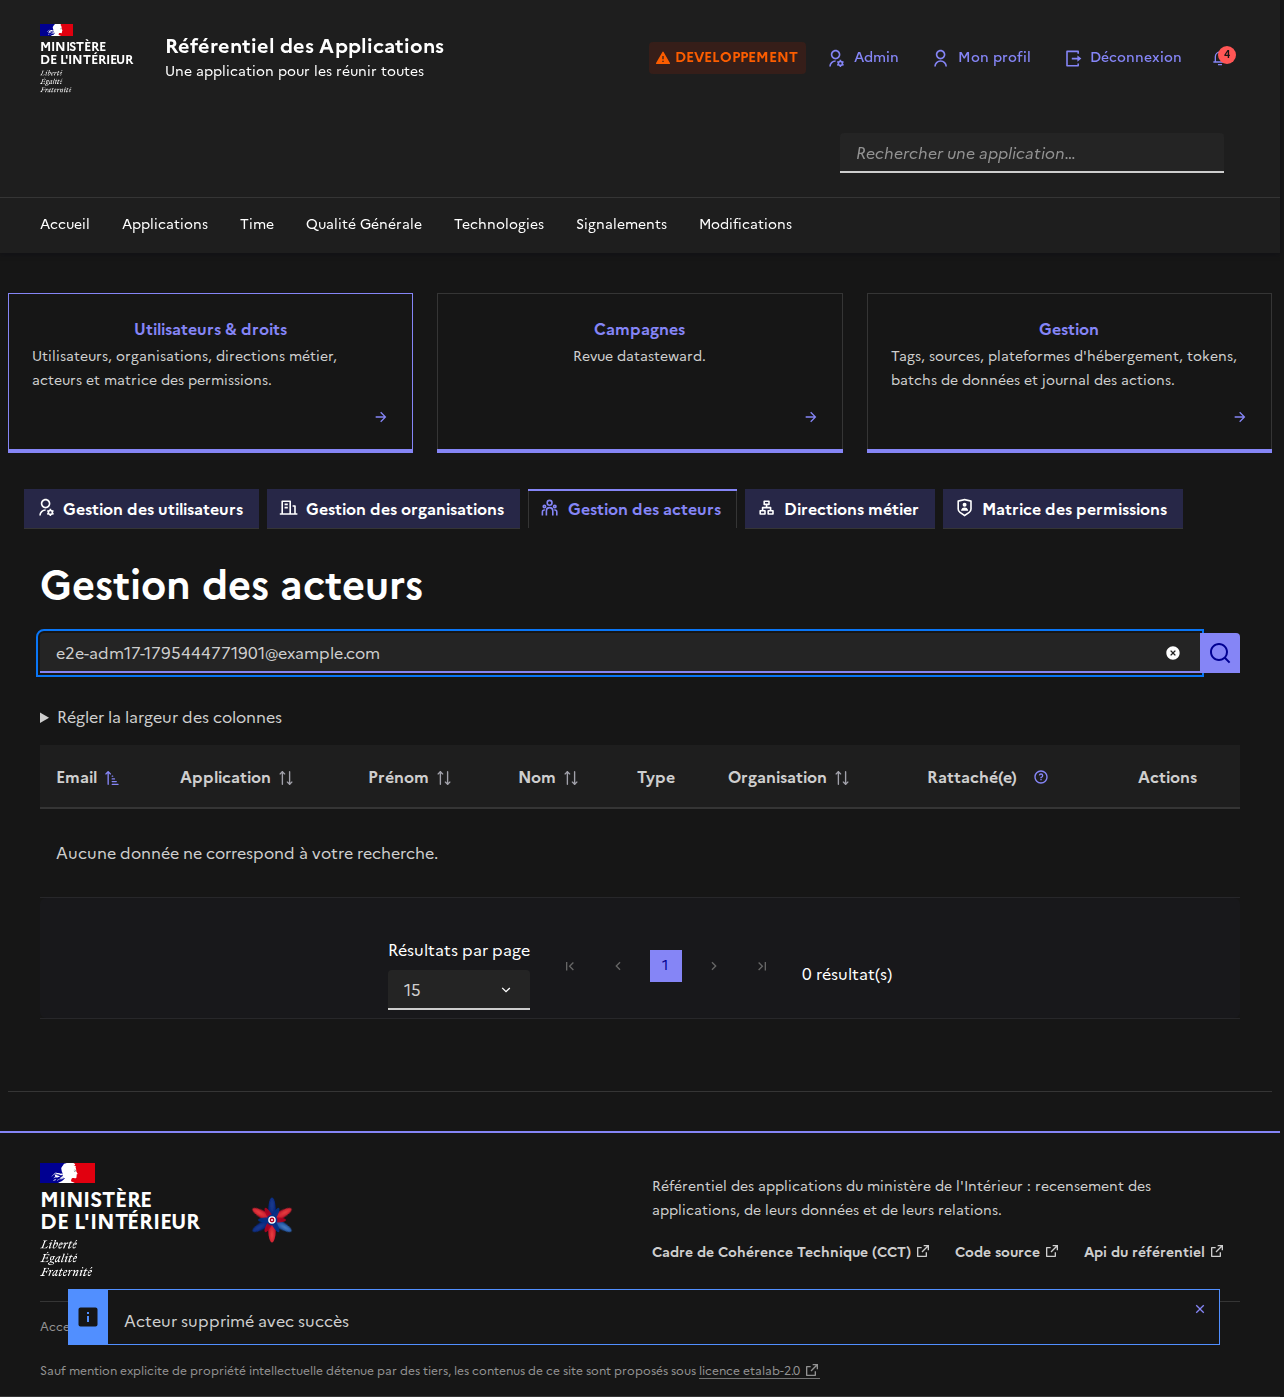 MINISTÈRE
DE L'INTÉRIEUR
Liberté
Égalité
Fraternité
Référentiel des Applications
Une application pour les réunir toutes
DEVELOPPEMENT
Admin
Mon profil
Déconnexion
4
Rechercher une application…
Accueil
Applications
Time
Qualité Générale
Technologies
Signalements
Modifications
Utilisateurs & droits
Utilisateurs, organisations, directions métier,
acteurs et matrice des permissions.
Campagnes
Revue datasteward.
Gestion
Tags, sources, plateformes d'hébergement, tokens,
batchs de données et journal des actions.
Gestion des utilisateurs
Gestion des organisations
Gestion des acteurs
Directions métier
Matrice des permissions
Gestion des acteurs
e2e-adm17-1795444771901@example.com
Régler la largeur des colonnes
Email
Application
Prénom
Nom
Type
Organisation
Rattaché(e)
Actions
Aucune donnée ne correspond à votre recherche.
Résultats par page
15
1
0 résultat(s)
MINISTÈRE
DE L'INTÉRIEUR
Liberté
Égalité
Fraternité
Référentiel des applications du ministère de l'Intérieur : recensement des
applications, de leurs données et de leurs relations.
Cadre de Cohérence Technique (CCT)
Code source
Api du référentiel
Acce
Acteur supprimé avec succès
Sauf mention explicite de propriété intellectuelle détenue par des tiers, les contenus de ce site sont proposés sous licence etalab-2.0